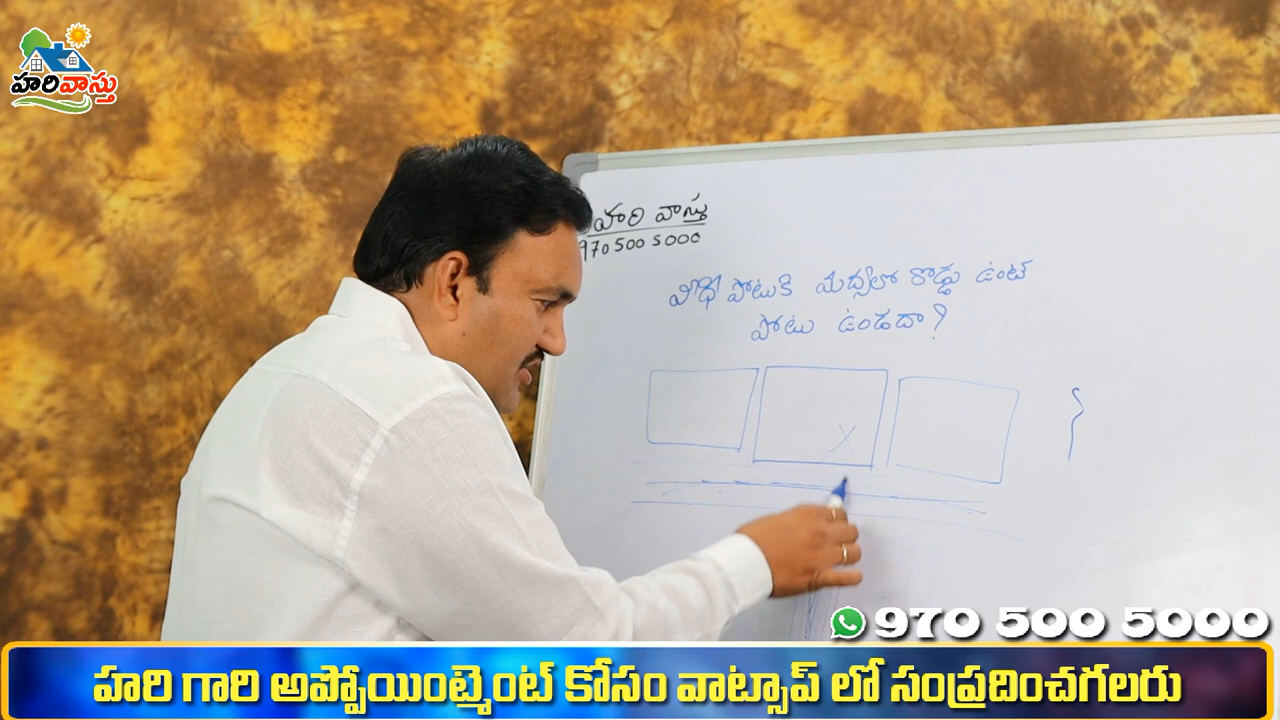 హరివాస్తు
హరి వాస్తు
970 500 5000
వీధి పోటుకి మధ్యలో రోడ్డు ఉంటే
పోటు ఉండదా?
X
970 500 5000
హరి గారి అప్పోయింట్మెంట్ కోసం వాట్సాప్ లో సంప్రదించగలరు